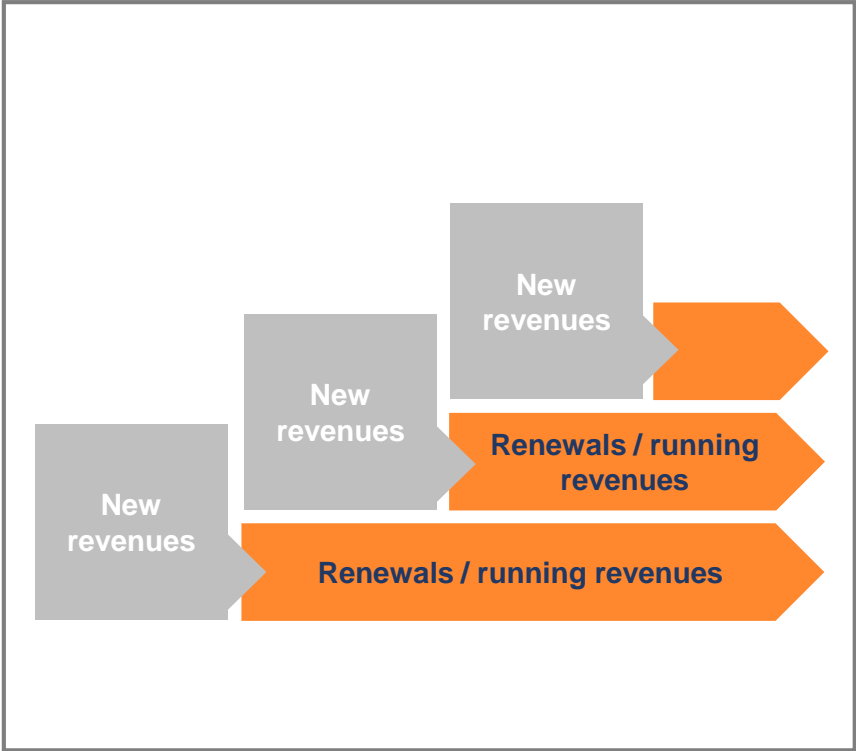 New
revenues
New
revenues
Renewals / running
revenues
New
revenues
Renewals / running revenues